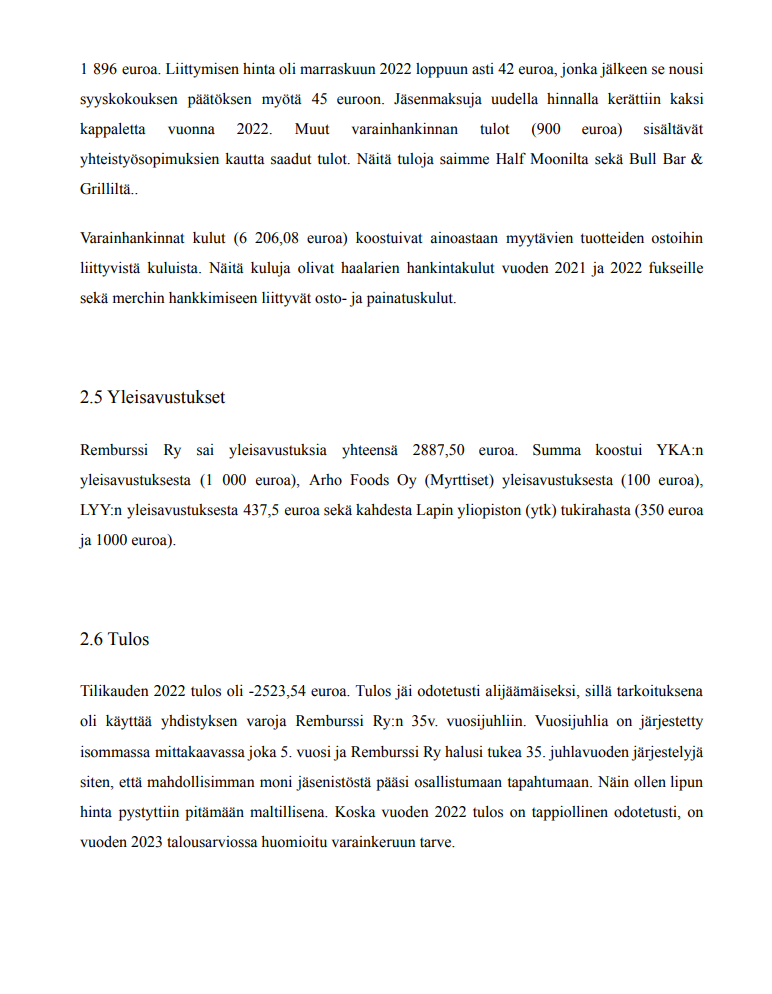 1 896 euroa. Liittymisen hinta oli marraskuun 2022 loppuun asti 42 euroa, jonka jälkeen se nousi
syyskokouksen päätöksen myötä 45 euroon. Jäsenmaksuja uudella hinnalla kerättiin kaksi
kappaletta vuonna 2022. Muut varainhankinnan tulot (900 euroa) sisältävät
yhteistyösopimuksien kautta saadut tulot. Näitä tuloja saimme Half Moonilta sekä Bull Bar &
Grilliltä..
Varainhankinnat kulut (6 206,08 euroa) koostuivat ainoastaan myytävien tuotteiden ostoihin
liittyvistä kuluista. Näitä kuluja olivat haalarien hankintakulut vuoden 2021 ja 2022 fukseille
sekä merchin hankkimiseen liittyvät osto- ja painatuskulut.
2.5 Yleisavustukset
Remburssi Ry sai yleisavustuksia yhteensä 2887,50 euroa. Summa koostui YKA:n
yleisavustuksesta (1 000 euroa), Arho Foods Oy (Myrttiset) yleisavustuksesta (100 euroa),
LYY:n yleisavustuksesta 437,5 euroa sekä kahdesta Lapin yliopiston (ytk) tukirahasta (350 euroa
ja 1000 euroa).
2.6 Tulos
Tilikauden 2022 tulos oli -2523,54 euroa. Tulos jäi odotetusti alijäämäiseksi, sillä tarkoituksena
oli käyttää yhdistyksen varoja Remburssi Ry:n 35v. vuosijuhliin. Vuosijuhlia on järjestetty
isommassa mittakaavassa joka 5. vuosi ja Remburssi Ry halusi tukea 35. juhlavuoden järjestelyjä
siten, että mahdollisimman moni jäsenistöstä pääsi osallistumaan tapahtumaan. Näin ollen lipun
hinta pystyttiin pitämään maltillisena. Koska vuoden 2022 tulos on tappiollinen odotetusti, on
vuoden 2023 talousarviossa huomioitu varainkeruun tarve.